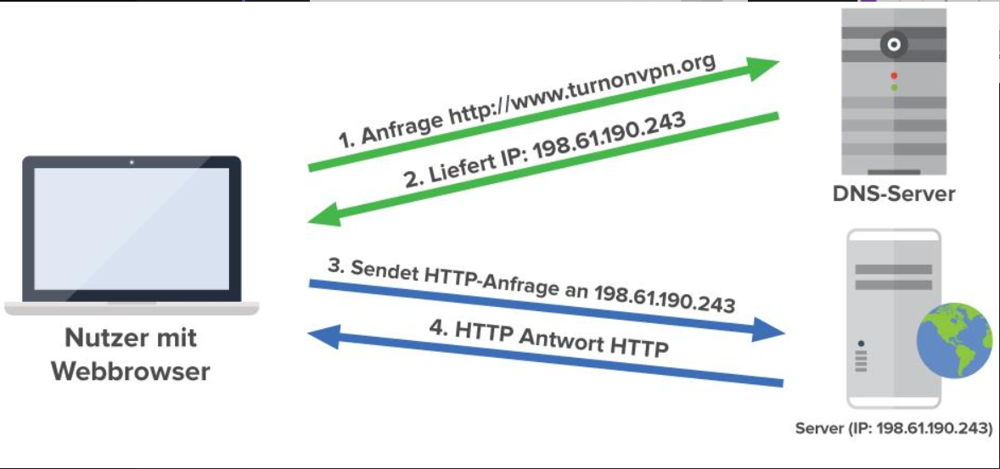 1. Anfrage http://www.turnonvpn.org
2. Liefert IP: 198.61.190.243
DNS-Server
3. Sendet HTTP-Anfrage an 198.61.190.243
4. HTTP Antwort HTTP
Nutzer mit
Webbrowser
Server (IP: 198.61.190.243)